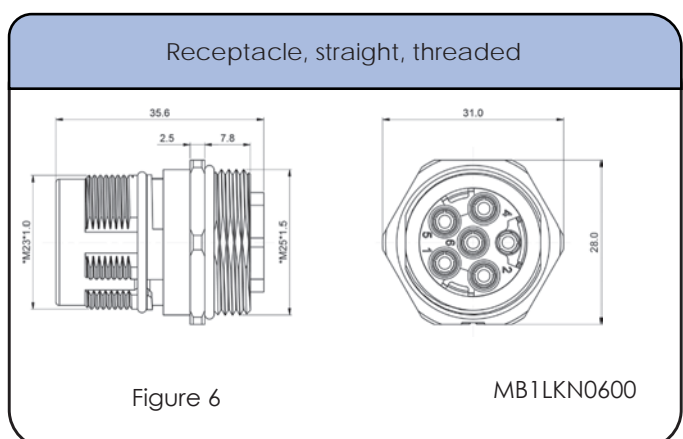 Receptacle, straight, threaded
35.6
2.5
7.8
*M23*1.0
*M25*1.5
31.0
28.0
4
5
6
1
2
Figure 6
MB1LKN0600